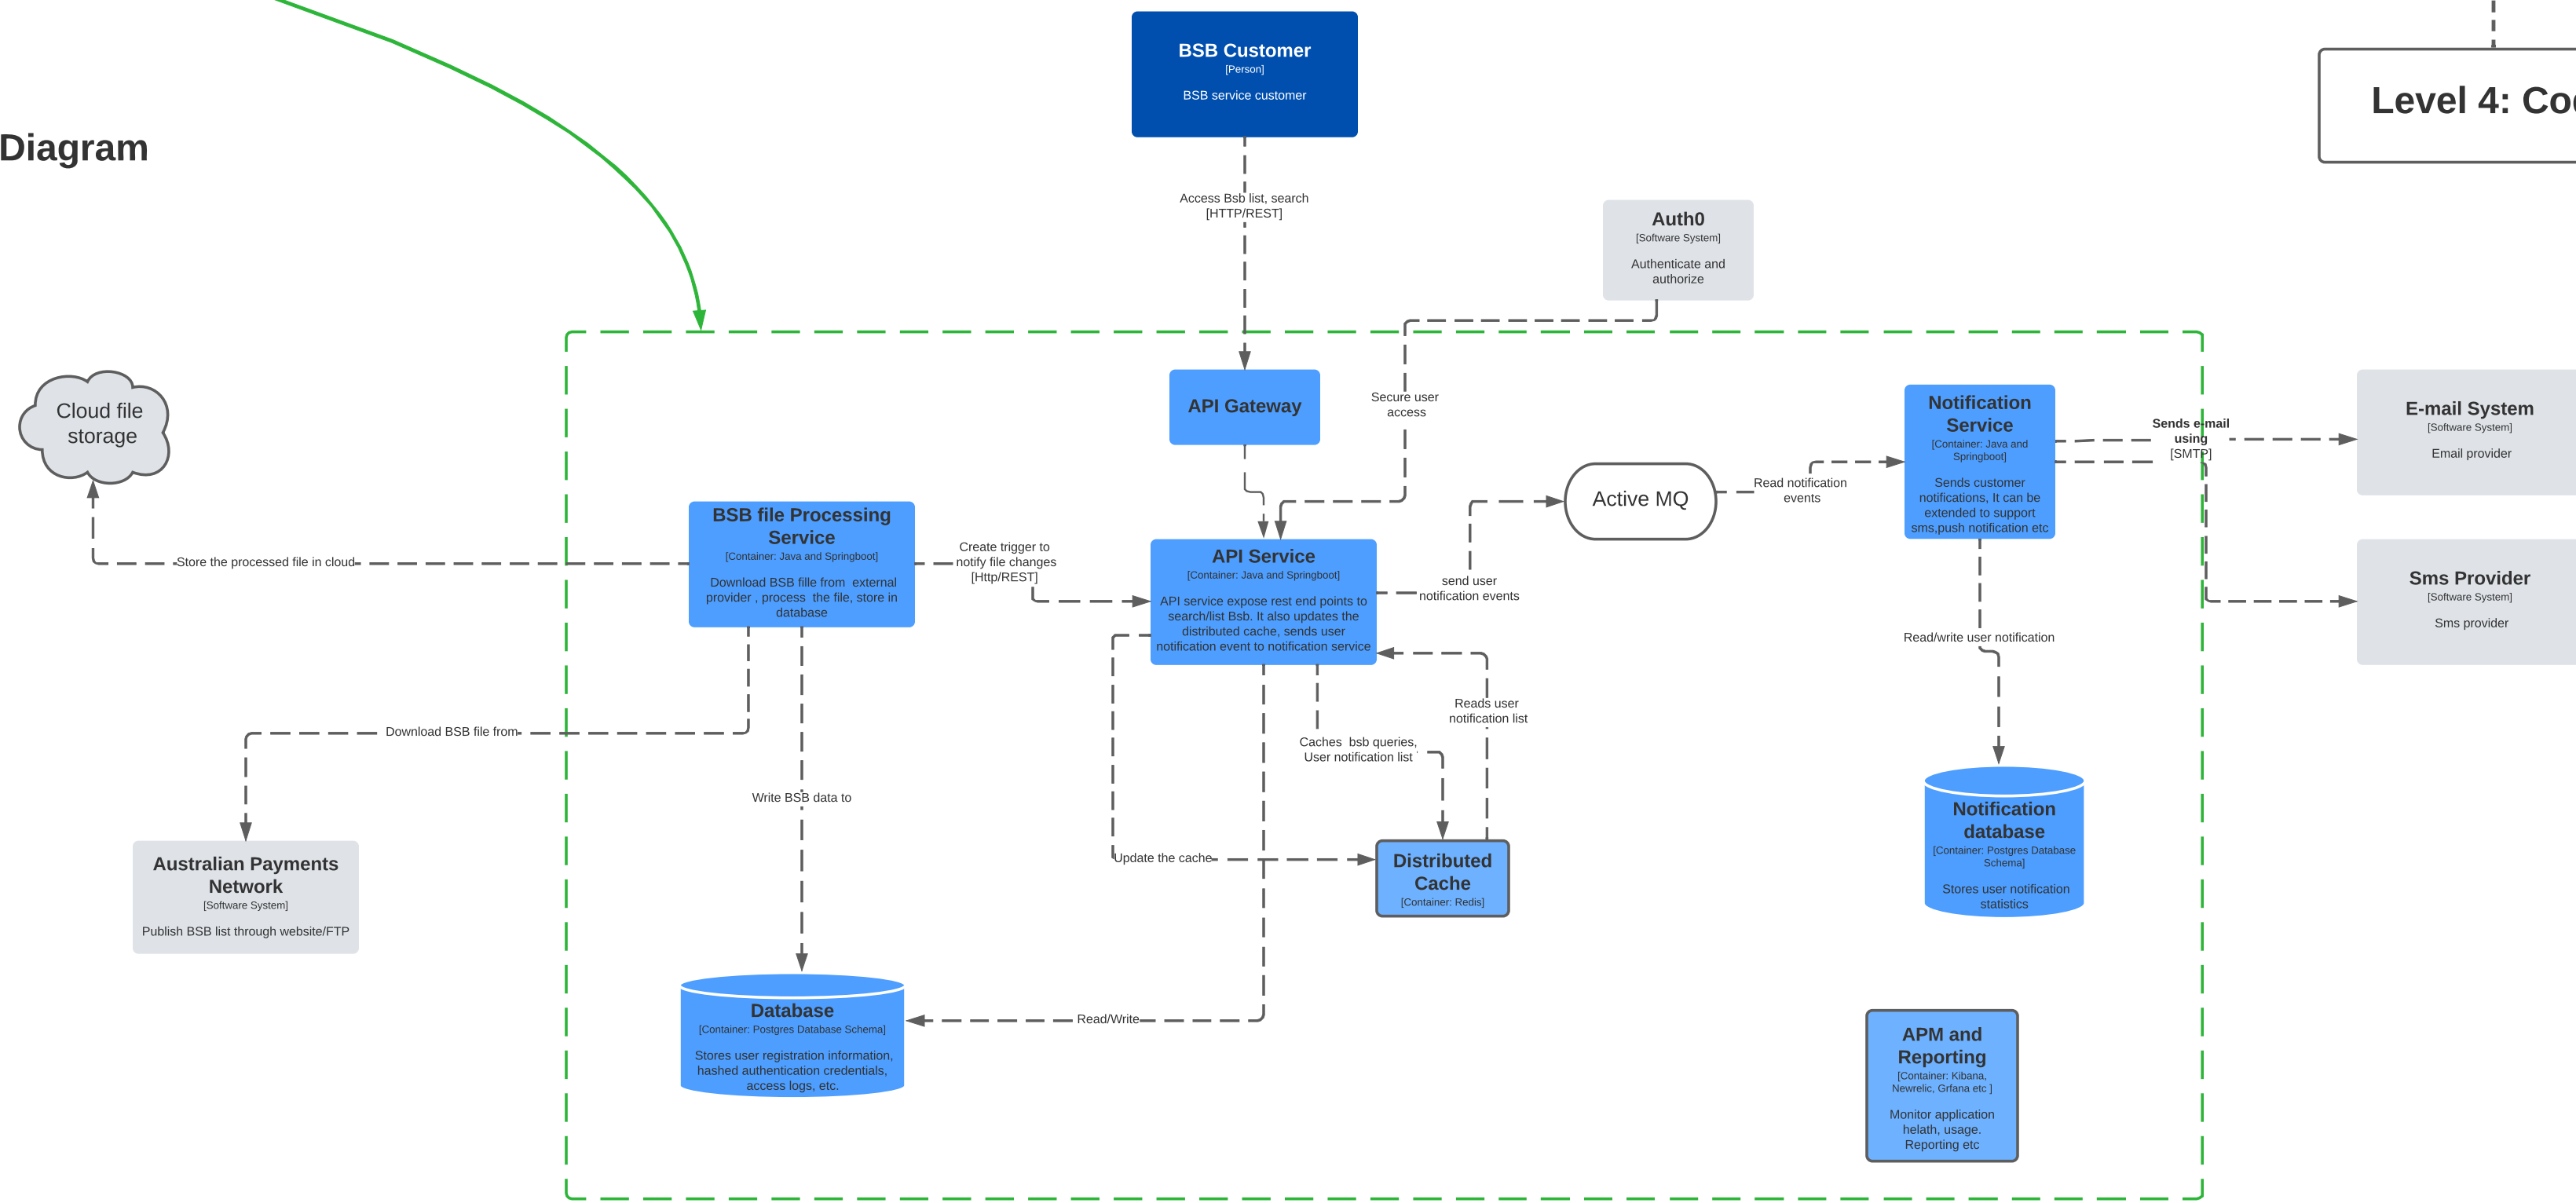 BSB Customer
[Person]
BSB service customer
Level 4: Co
Diagram
Access Bsb list, search
[HTTP/REST]
Auth0
[Software System]
Authenticate and
authorize
Cloud file
storage
API Gateway
Secure user
access
Notification
Service
[Container: Java and
Springboot]
Sends customer
notifications, It can be
extended to support
sms,push notification etc
Sends e-mail
using
[SMTP]
E-mail System
[Software System]
Email provider
Active MQ
Read notification
events
BSB file Processing
Service
[Container: Java and Springboot]
Download BSB fille from external
provider , process the file, store in
database
Store the processed file in cloud
Create trigger to
notify file changes
[Http/REST]
API Service
[Container: Java and Springboot]
API service expose rest end points to
search/list Bsb. It also updates the
distributed cache, sends user
notification event to notification service
send user
notification events
Sms Provider
[Software System]
Sms provider
Read/write user notification
Download BSB file from
Reads user
notification list
Caches bsb queries,
User notification list
Write BSB data to
Update the cache
Australian Payments
Network
[Software System]
Publish BSB list through website/FTP
Distributed
Cache
[Container: Redis]
Notification
database
[Container: Postgres Database
Schema]
Stores user notification
statistics
Database
[Container: Postgres Database Schema]
Stores user registration information,
hashed authentication credentials,
access logs, etc.
Read/Write
APM and
Reporting
[Container: Kibana,
Newrelic, Grfana etc ]
Monitor application
helath, usage.
Reporting etc